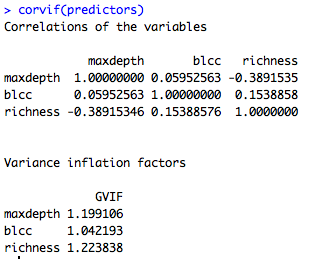 > corvif(predictors)
Correlations of the variables
maxdepth blcc richness
maxdepth 1.00000000 0.05952563 -0.3891535
blcc 0.05952563 1.00000000 0.1538858
richness -0.38915346 0.15388576 1.0000000
Variance inflation factors
GVIF
maxdepth 1.199106
blcc 1.042193
richness 1.223838